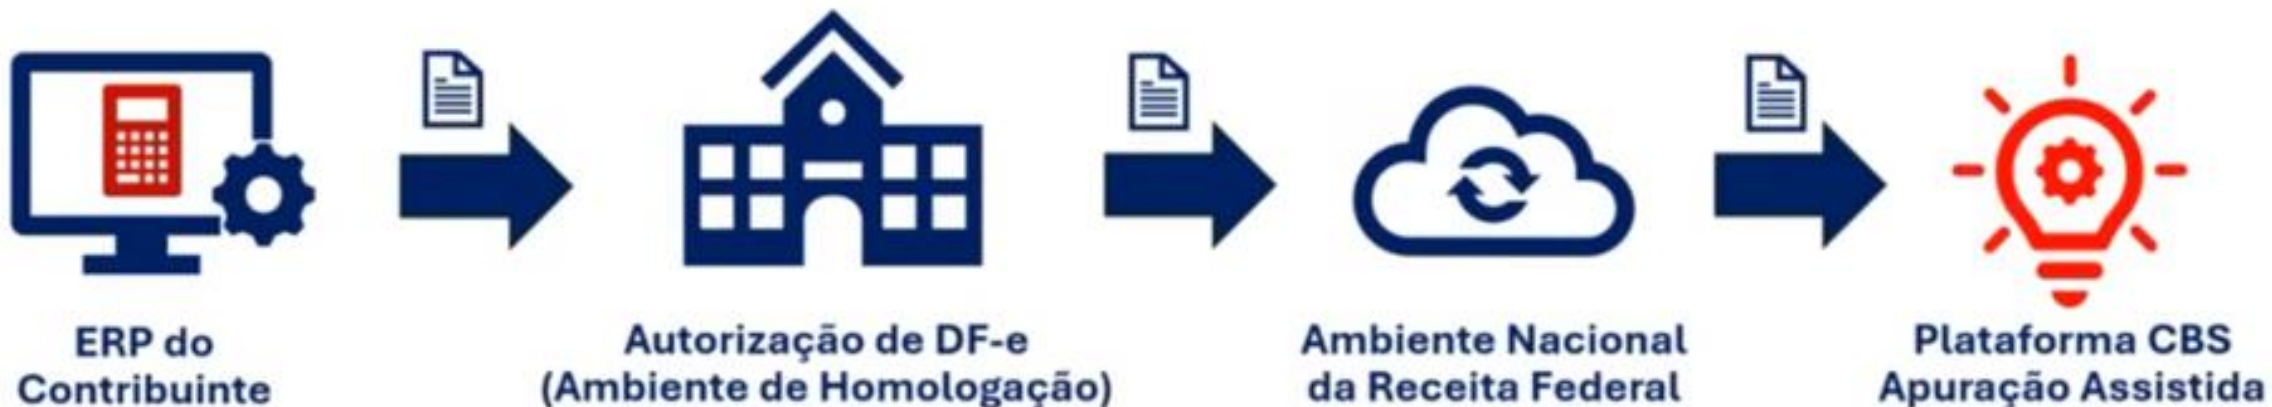 ERP do
Contribuinte
Autorização de DF-e
(Ambiente de Homologação)
Ambiente Nacional
da Receita Federal
Plataforma CBS
Apuração Assistida